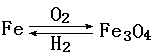 Fe ⇌ Fe₃O₄
O₂
H₂